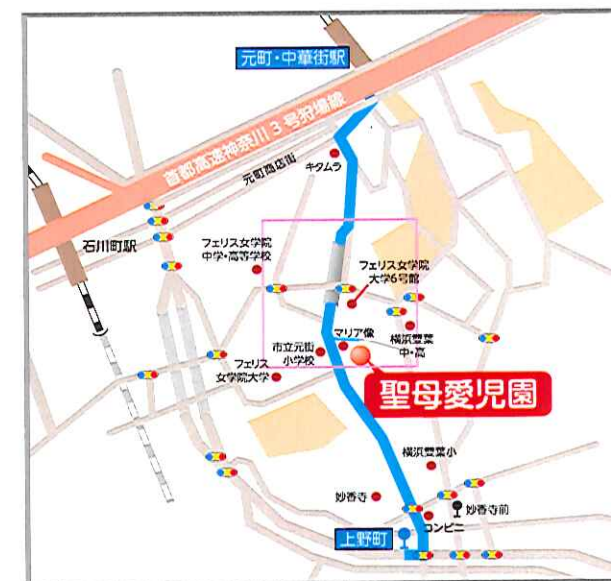 元町・中華街駅
首都高速神奈川3号狩場線
元町商店街
キタムラ
石川町駅
フェリス女学院
中学・高等学校
フェリス女学院
大学6号館
マリア像
横浜雙葉
中・高
市立元街
小学校
フェリス
女学院大学
聖母愛児園
横浜雙葉小
妙香寺
妙香寺前
コンビニ
上野町